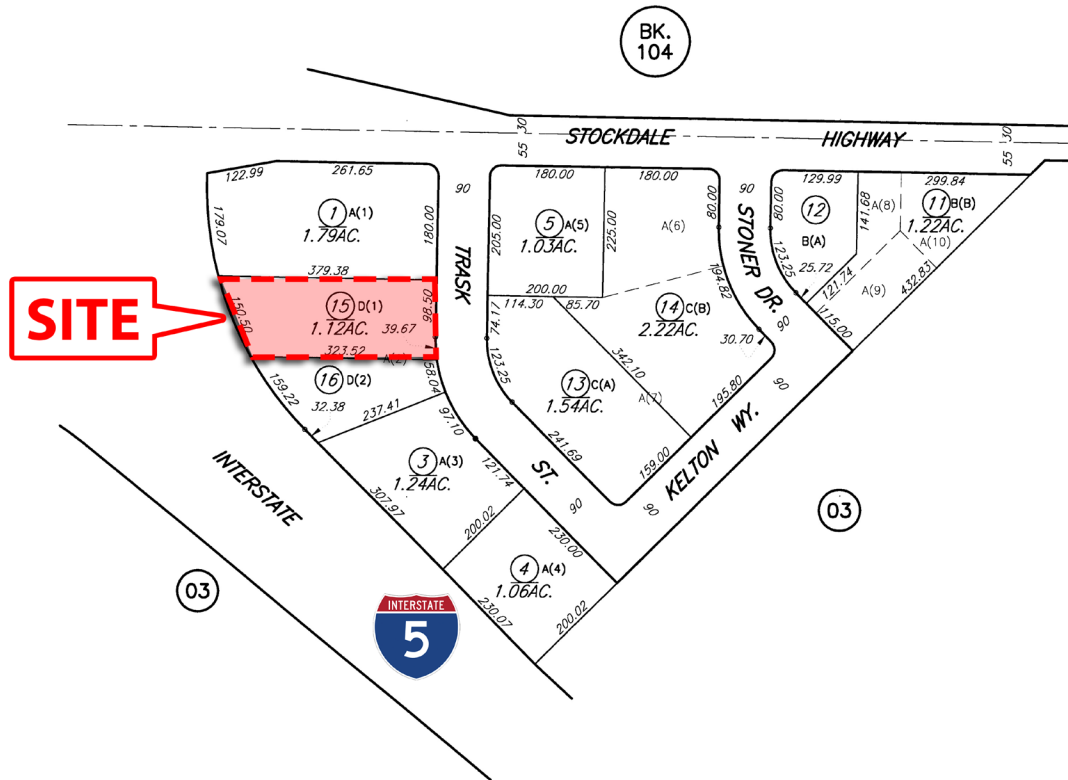 BK.
104
30
55
STOCKDALE HIGHWAY
30
55
122.99
261.65
90
180.00
180.00
90
129.99
299.84
179.07
1 A(1)
1.79AC.
180.00
205.00
5 A(5)
1.03AC.
225.00
A(6)
80.00
80.00
12
B(A)
141.68
A(8)
11 B(B)
1.22AC.
A(10)
TRASK
STONER DR.
379.38
200.00
194.82
123.25
25.72
121.74
A(9)
432.83
SITE
150.50
15 D(1)
1.12AC.
39.67
98.50
323.52
A(2)
74.17
114.30
85.70
14 C(B)
2.22AC.
30.70
90
115.00
159.22
16 D(2)
32.38
237.41
58.04
123.25
342.10
13 C(A)
1.54AC.
A(7)
195.80
90
97.10
3 A(3)
1.24AC.
121.74
241.69
159.00
KELTON WY.
INTERSTATE
ST.
307.97
200.02
90
90
03
230.00
4 A(4)
1.06AC.
03
INTERSTATE
5
230.07
200.02